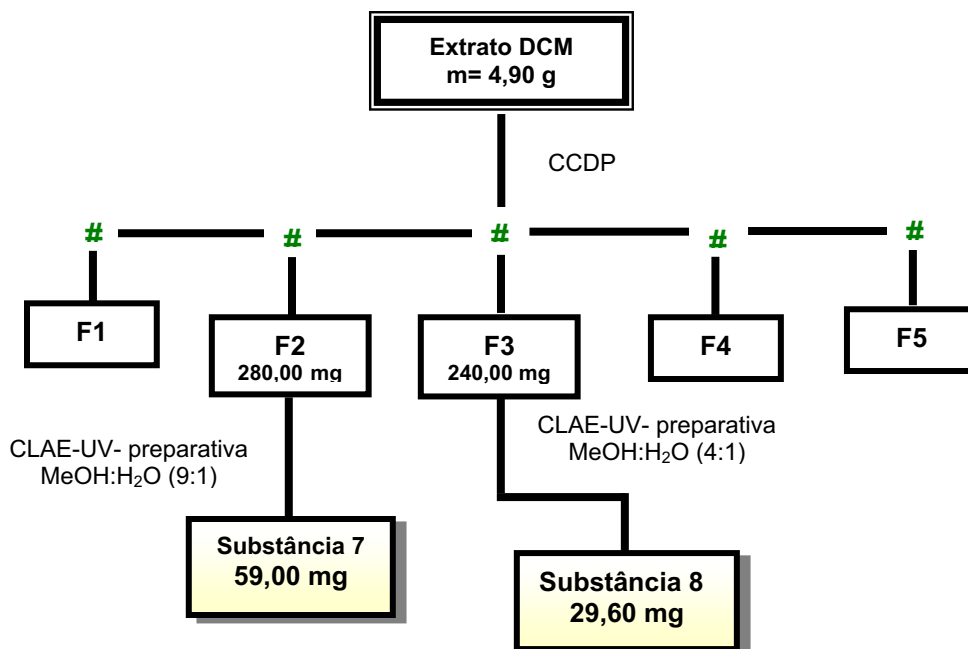 Extrato DCM
m= 4,90 g
CCDP
# # # # #
F1
F2
280,00 mg
F3
240,00 mg
F4
F5
CLAE-UV- preparativa
MeOH:H₂O (9:1)
CLAE-UV- preparativa
MeOH:H₂O (4:1)
Substância 7
59,00 mg
Substância 8
29,60 mg